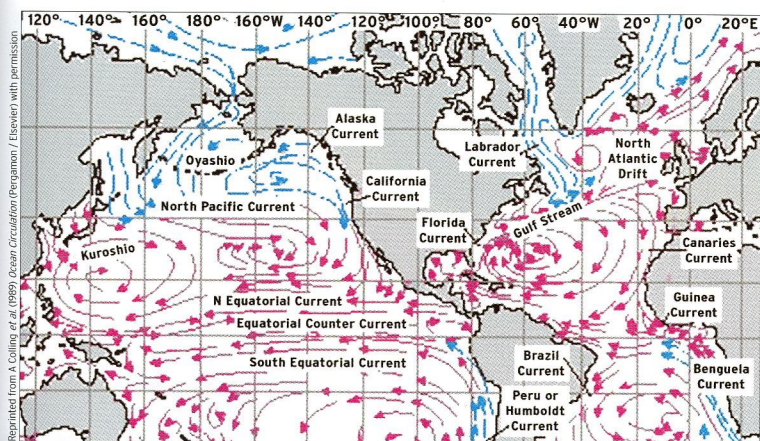 120° 140° 160° 180° 160° 140° 120° 100° 80° 60° 40°W 20° 0° 20°E
Reprinted from A Colling et al. (1989) Ocean Circulation (Pergamon / Elsevier) with permission
Alaska
Current
Oyashio
Labrador
Current
North
Atlantic
Drift
California
Current
North Pacific Current
Gulf Stream
Florida
Current
Kuroshio
Canaries
Current
N Equatorial Current
Guinea
Current
Equatorial Counter Current
South Equatorial Current
Brazil
Current
Benguela
Current
Peru or
Humboldt
Current